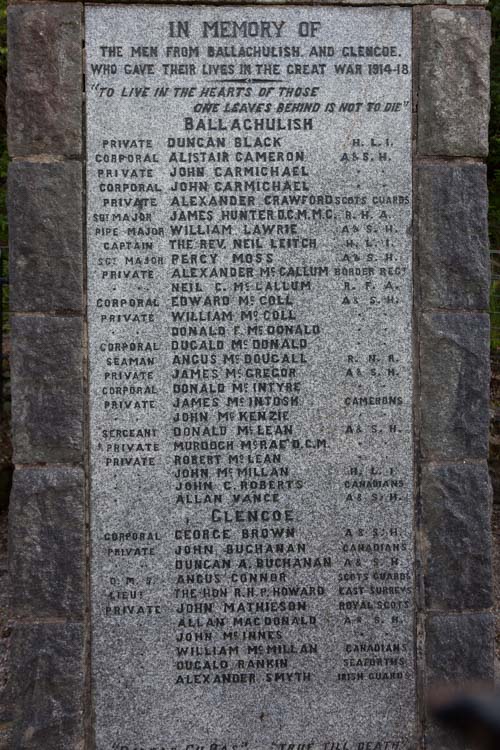 IN MEMORY OF
THE MEN FROM BALLACHULISH, AND GLENCOE.
WHO GAVE THEIR LIVES IN THE GREAT WAR 1914-18
"TO LIVE IN THE HEARTS OF THOSE
ONE LEAVES BEHIND IS NOT TO DIE"
BALLACHULISH
PRIVATE DUNCAN BLACK H. L. I.
CORPORAL ALISTAIR CAMERON A & S. H.
PRIVATE JOHN CARMICHAEL " "
CORPORAL JOHN CARMICHAEL " "
PRIVATE ALEXANDER CRAWFORD SCOTS GUARDS
SGT MAJOR JAMES HUNTER D.C.M.M.C. R. H. A.
PIPE MAJOR WILLIAM LAWRIE A & S. H.
CAPTAIN THE REV. NEIL LEITCH H. L. I.
SGT MAJOR PERCY MOSS A & S. H.
PRIVATE ALEXANDER McCALLUM BORDER REGT
" NEIL C. McCALLUM R. F. A.
CORPORAL EDWARD McCOLL A & S. H.
PRIVATE WILLIAM McCOLL " "
" DONALD F. McDONALD " "
CORPORAL DUGALD McDONALD " "
SEAMAN ANGUS McDOUGALL R. N. R.
PRIVATE JAMES McGREGOR A & S. H.
CORPORAL DONALD McINTYRE " "
PRIVATE JAMES McINTOSH CAMERONS
" JOHN McKENZIE "
SERGEANT DONALD McLEAN A & S. H.
PRIVATE MURDOCH McRAE D.C.M. " "
PRIVATE ROBERT McLEAN " "
" JOHN McMILLAN H. L. I.
" JOHN C. ROBERTS CANADIANS
" ALLAN VANCE A & S. H.
GLENCOE
CORPORAL GEORGE BROWN A & S. H.
PRIVATE JOHN BUCHANAN CANADIANS
" DUNCAN A. BUCHANAN A & S. H.
Q. M. S. ANGUS CONNOR SCOTS GUARDS
LIEUT THE HON R.H.P. HOWARD EAST SURREYS
PRIVATE JOHN MATHIESON ROYAL SCOTS
" ALLAN MACDONALD A & S. H.
" JOHN McINNES " "
" WILLIAM McMILLAN CANADIANS
" DUGALD RANKIN SEAFORTHS
" ALEXANDER SMYTH IRISH GUARDS
"TRUE TILL DEATH"